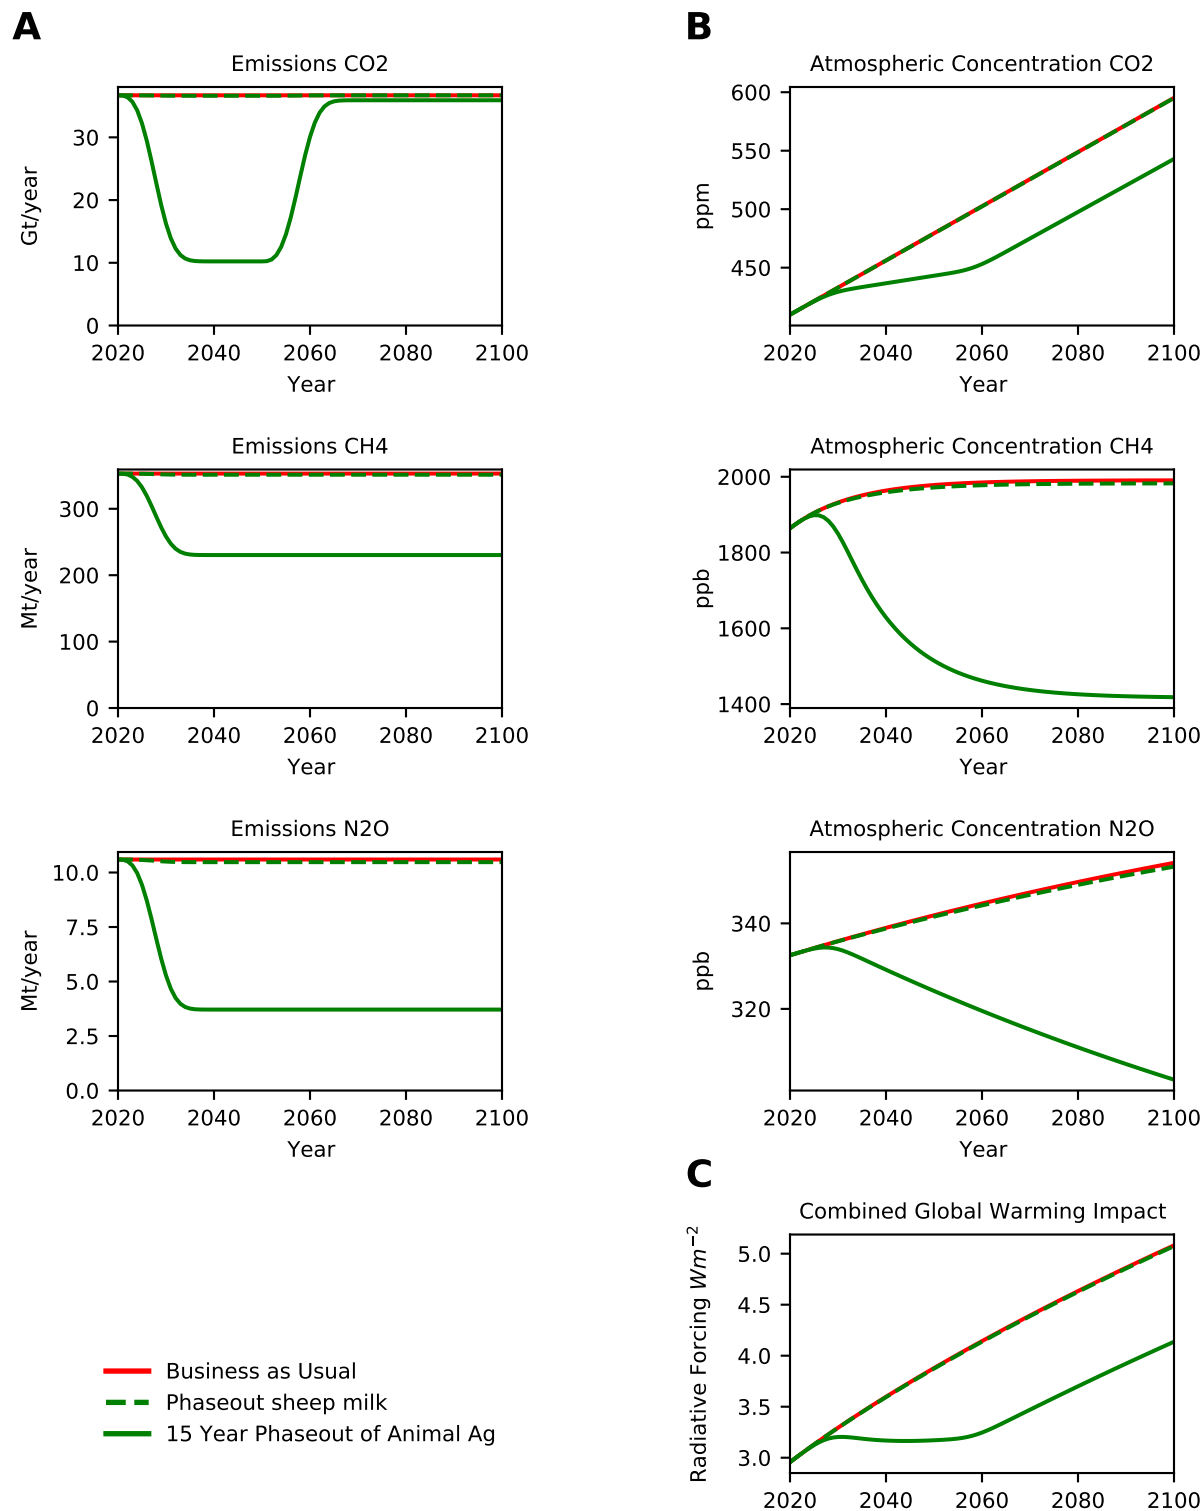 A
Emissions CO2
Gt/year
30
20
10
0
2020 2040 2060 2080 2100
Year
Emissions CH4
Mt/year
300
200
100
0
2020 2040 2060 2080 2100
Year
Emissions N2O
Mt/year
10.0
7.5
5.0
2.5
0.0
2020 2040 2060 2080 2100
Year
B
Atmospheric Concentration CO2
ppm
600
550
500
450
2020 2040 2060 2080 2100
Year
Atmospheric Concentration CH4
ppb
2000
1800
1600
1400
2020 2040 2060 2080 2100
Year
Atmospheric Concentration N2O
ppb
340
320
2020 2040 2060 2080 2100
Year
C
Combined Global Warming Impact
Radiative Forcing Wm⁻²
5.0
4.5
4.0
3.5
3.0
2020 2040 2060 2080 2100
Business as Usual
Phaseout sheep milk
15 Year Phaseout of Animal Ag